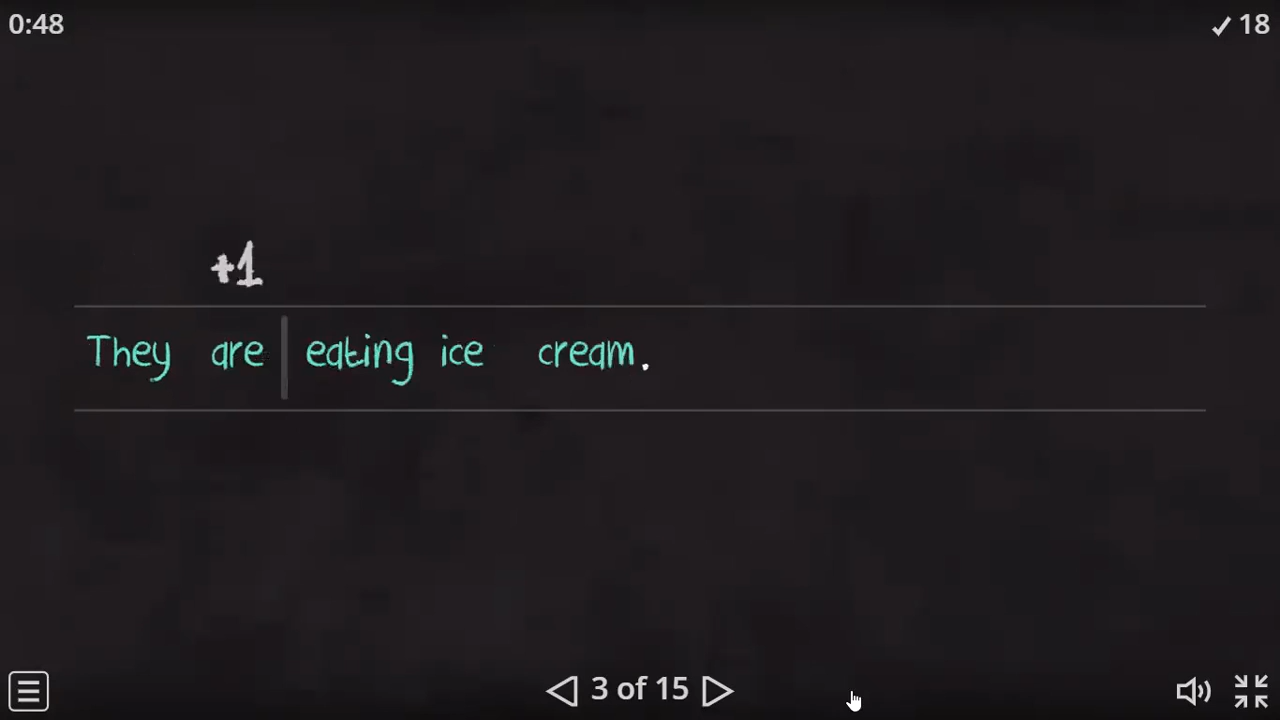 0:48
✓ 18
+1
They are eating ice cream.
3 of 15